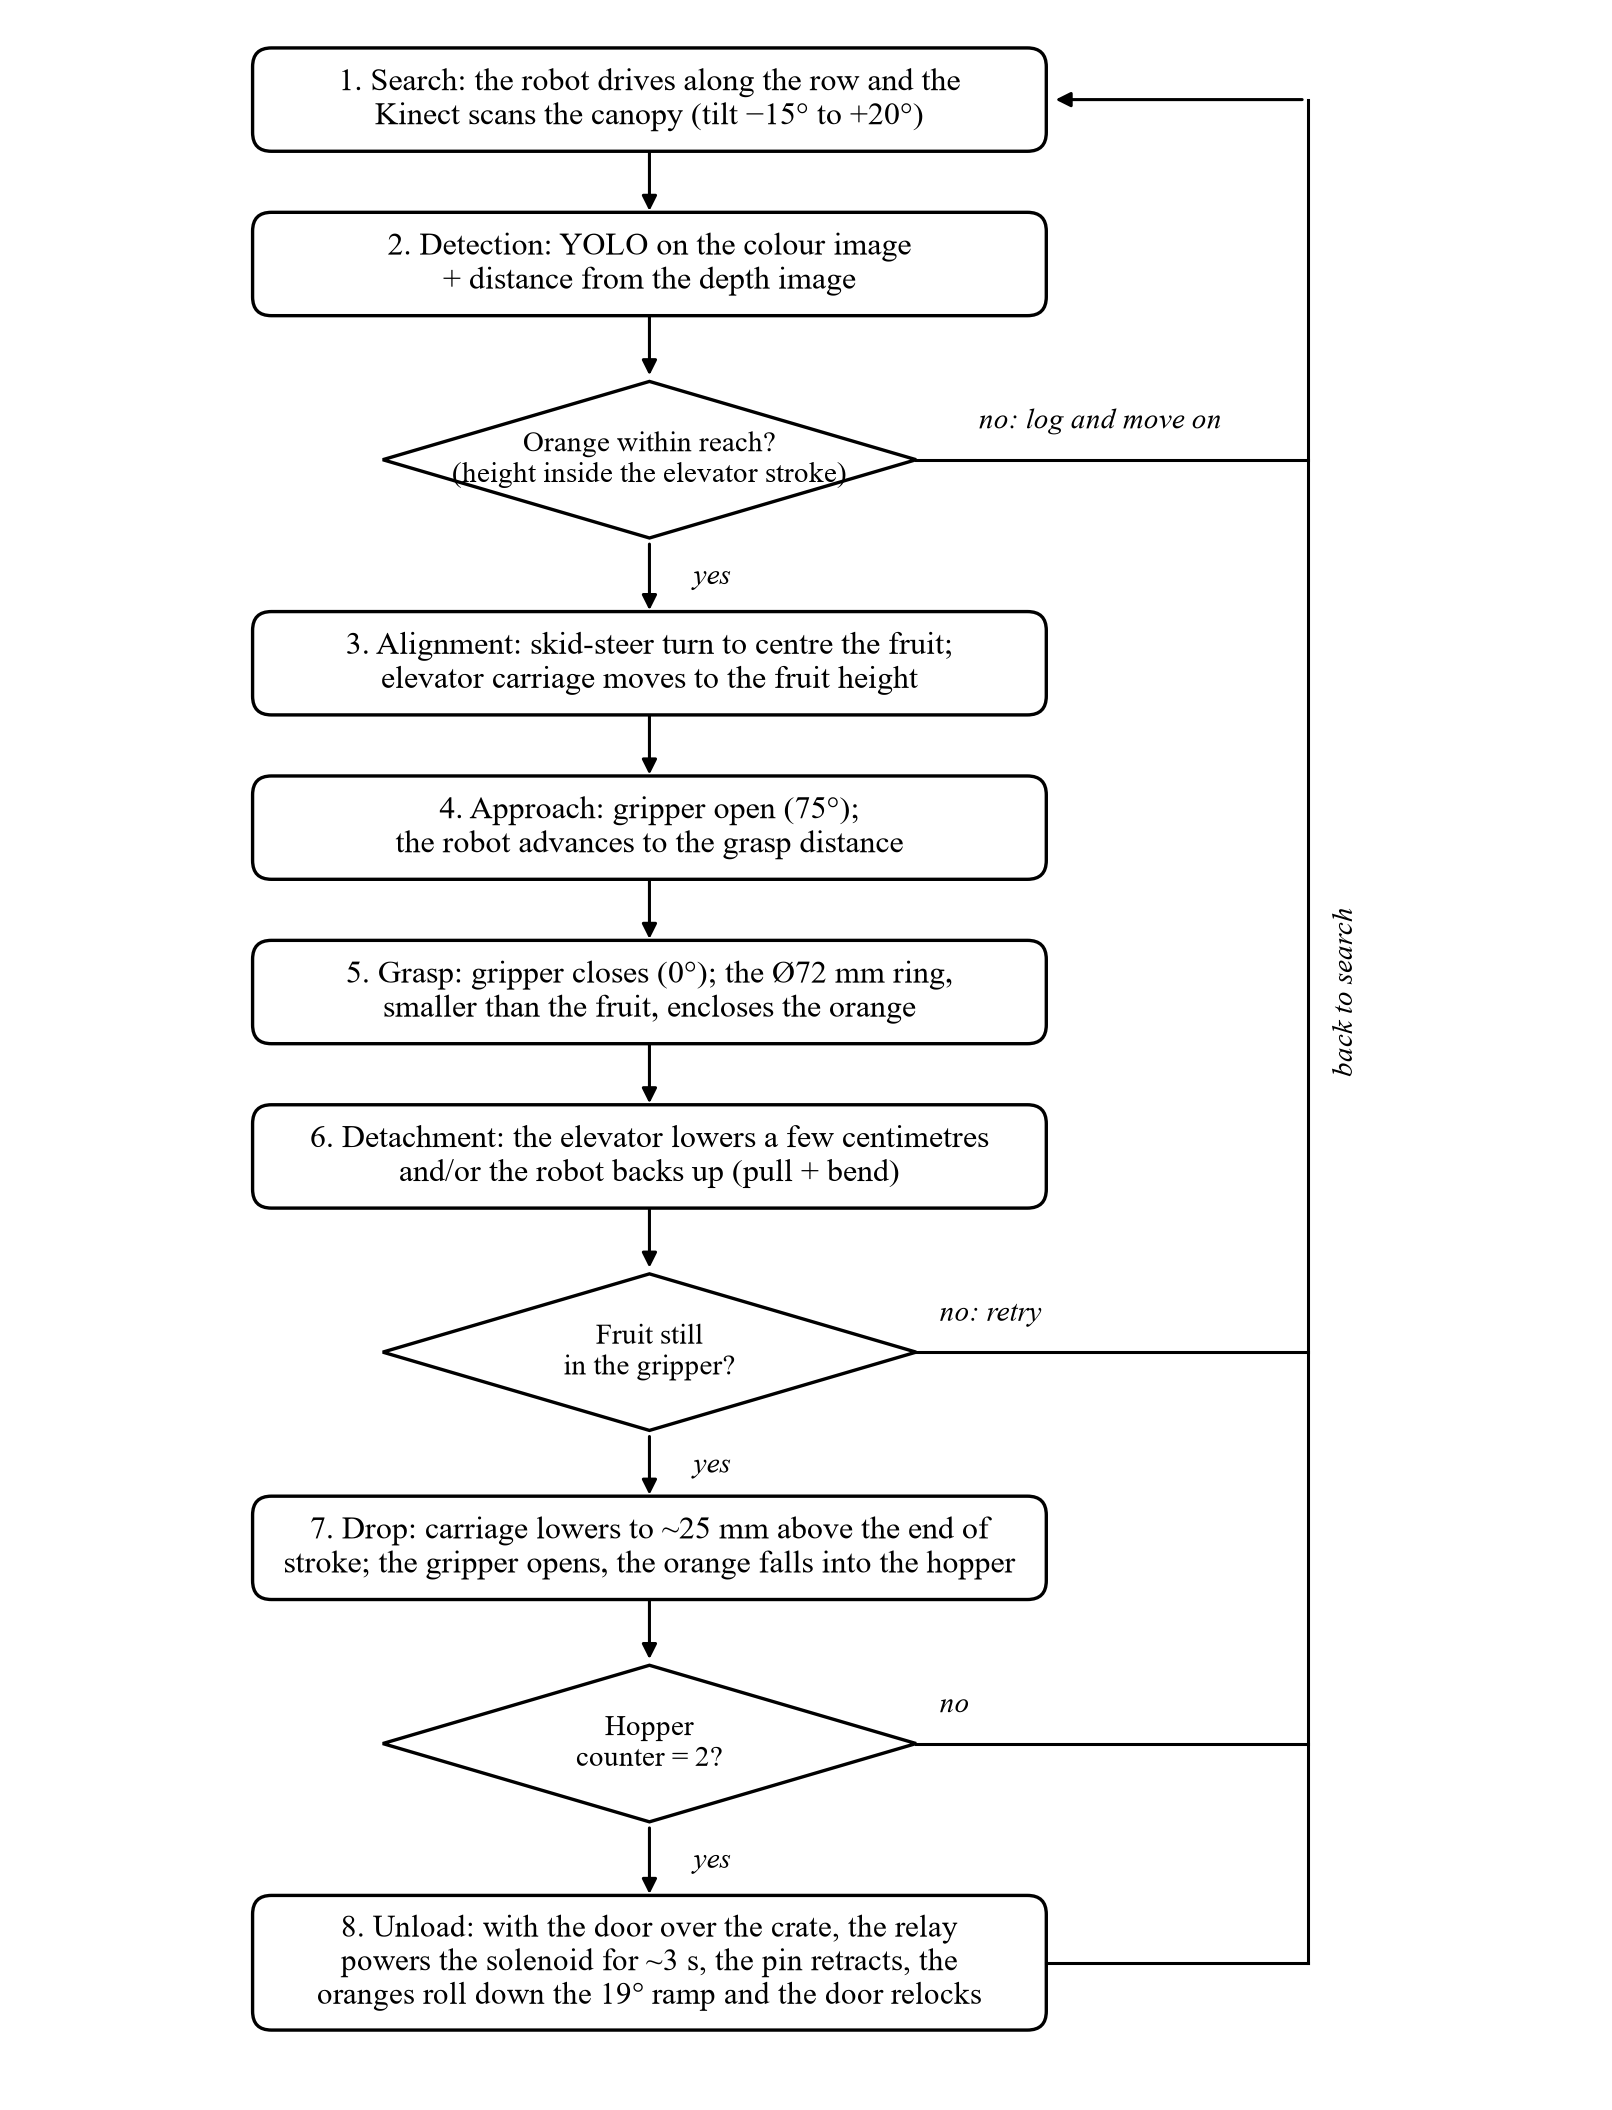 1. Search: the robot drives along the row and the
Kinect scans the canopy (tilt −15° to +20°)
2. Detection: YOLO on the colour image
+ distance from the depth image
Orange within reach?
(height inside the elevator stroke)
no: log and move on
yes
3. Alignment: skid-steer turn to centre the fruit;
elevator carriage moves to the fruit height
4. Approach: gripper open (75°);
the robot advances to the grasp distance
back to search
5. Grasp: gripper closes (0°); the Ø72 mm ring,
smaller than the fruit, encloses the orange
6. Detachment: the elevator lowers a few centimetres
and/or the robot backs up (pull + bend)
Fruit still
in the gripper?
no: retry
yes
7. Drop: carriage lowers to ~25 mm above the end of
stroke; the gripper opens, the orange falls into the hopper
Hopper
counter = 2?
no
yes
8. Unload: with the door over the crate, the relay
powers the solenoid for ~3 s, the pin retracts, the
oranges roll down the 19° ramp and the door relocks